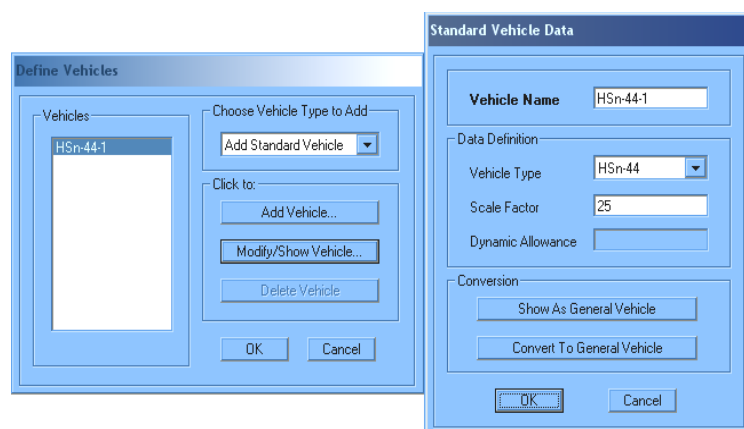 Define Vehicles
Vehicles
HSn-44-1
Choose Vehicle Type to Add
Add Standard Vehicle
Click to:
Add Vehicle...
Modify/Show Vehicle...
Delete Vehicle
OK
Cancel
Standard Vehicle Data
Vehicle Name
HSn-44-1
Data Definition
Vehicle Type
HSn-44
Scale Factor
25
Dynamic Allowance
Conversion
Show As General Vehicle
Convert To General Vehicle
OK
Cancel